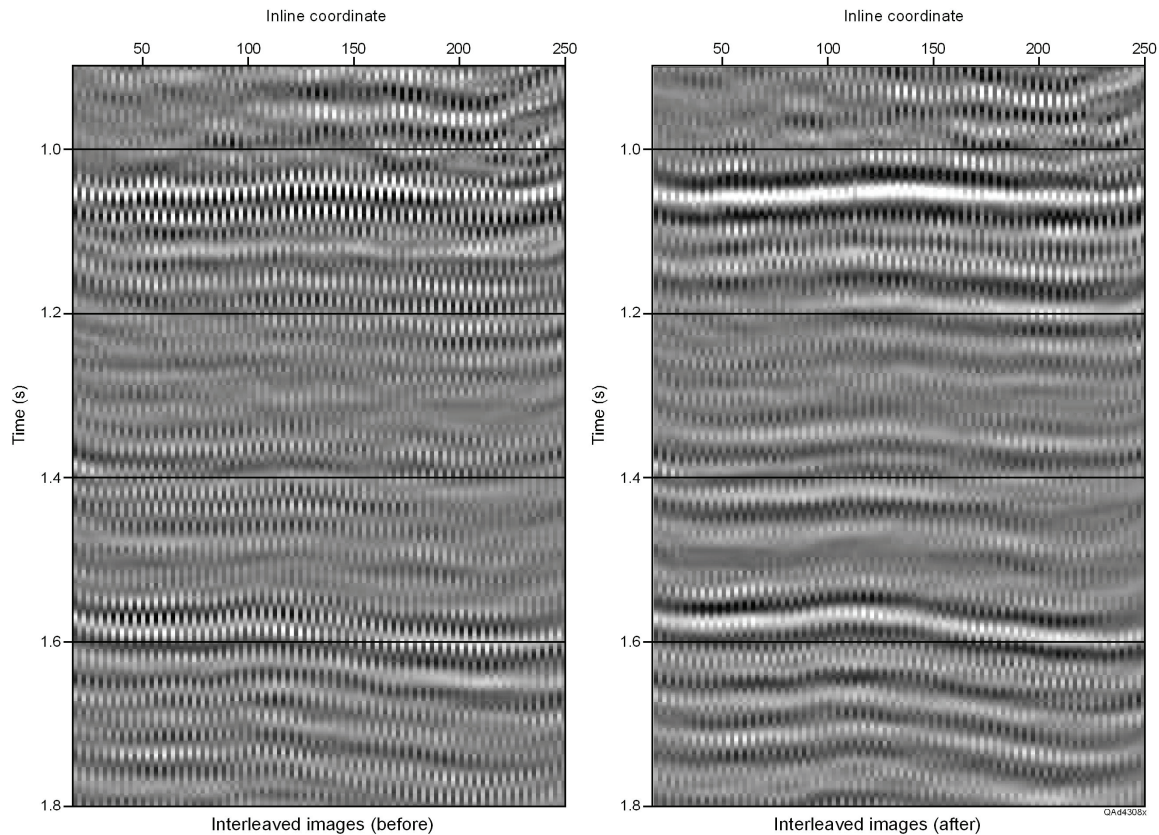 Inline coordinate
50 100 150 200 250
1.0
1.2
1.4
1.6
1.8
Time (s)
Interleaved images (before)
Inline coordinate
50 100 150 200 250
1.0
1.2
1.4
1.6
1.8
Time (s)
Interleaved images (after)
QAd4308x